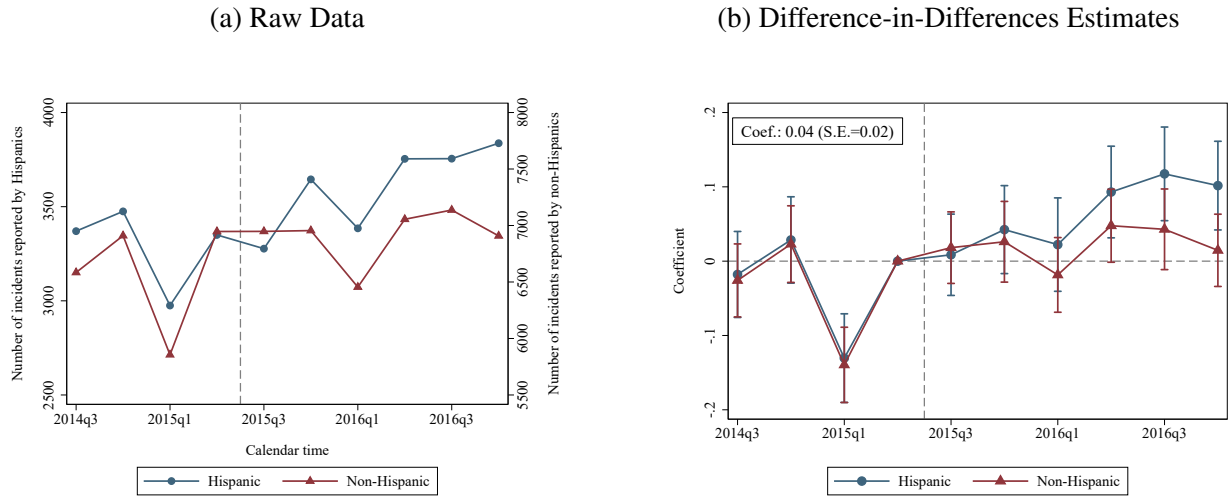 (a) Raw Data
Number of incidents reported by Hispanics
4000
3500
3000
2500
Number of incidents reported by non-Hispanics
8000
7500
7000
6500
6000
5500
2014q3 2015q1 2015q3 2016q1 2016q3
Calendar time
Hispanic Non-Hispanic
(b) Difference-in-Differences Estimates
Coef.: 0.04 (S.E.=0.02)
Coefficient
.2
.1
0
-.1
-.2
2014q3 2015q1 2015q3 2016q1 2016q3
Hispanic Non-Hispanic